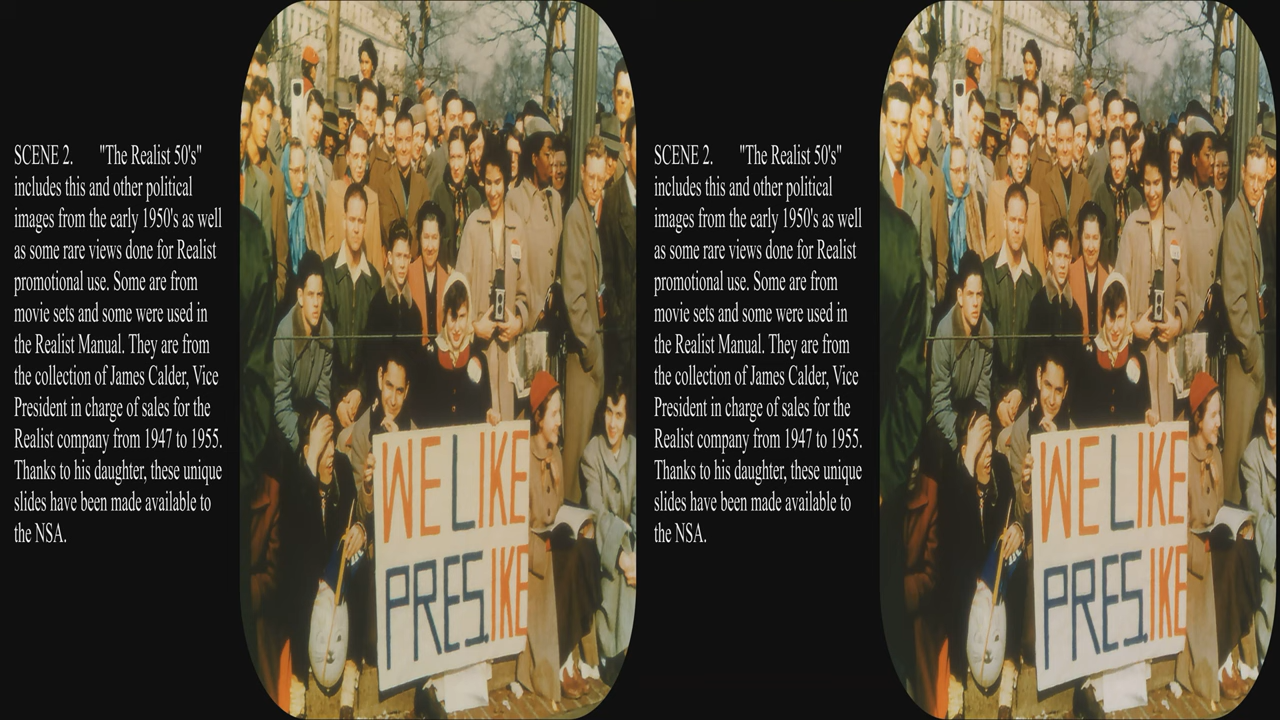 SCENE 2. "The Realist 50's"
includes this and other political
images from the early 1950's as well
as some rare views done for Realist
promotional use. Some are from
movie sets and some were used in
the Realist Manual. They are from
the collection of James Calder, Vice
President in charge of sales for the
Realist company from 1947 to 1955.
Thanks to his daughter, these unique
slides have been made available to
the NSA.
WE LIKE
PRES. IKE
SCENE 2. "The Realist 50's"
includes this and other political
images from the early 1950's as well
as some rare views done for Realist
promotional use. Some are from
movie sets and some were used in
the Realist Manual. They are from
the collection of James Calder, Vice
President in charge of sales for the
Realist company from 1947 to 1955.
Thanks to his daughter, these unique
slides have been made available to
the NSA.
WE LIKE
PRES. IKE